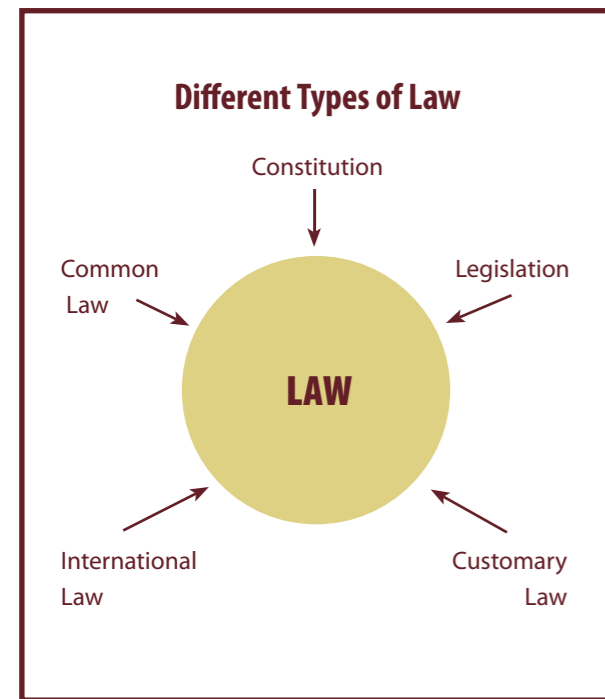 Different Types of Law
Constitution
Common
Law
Legislation
LAW
International
Law
Customary
Law